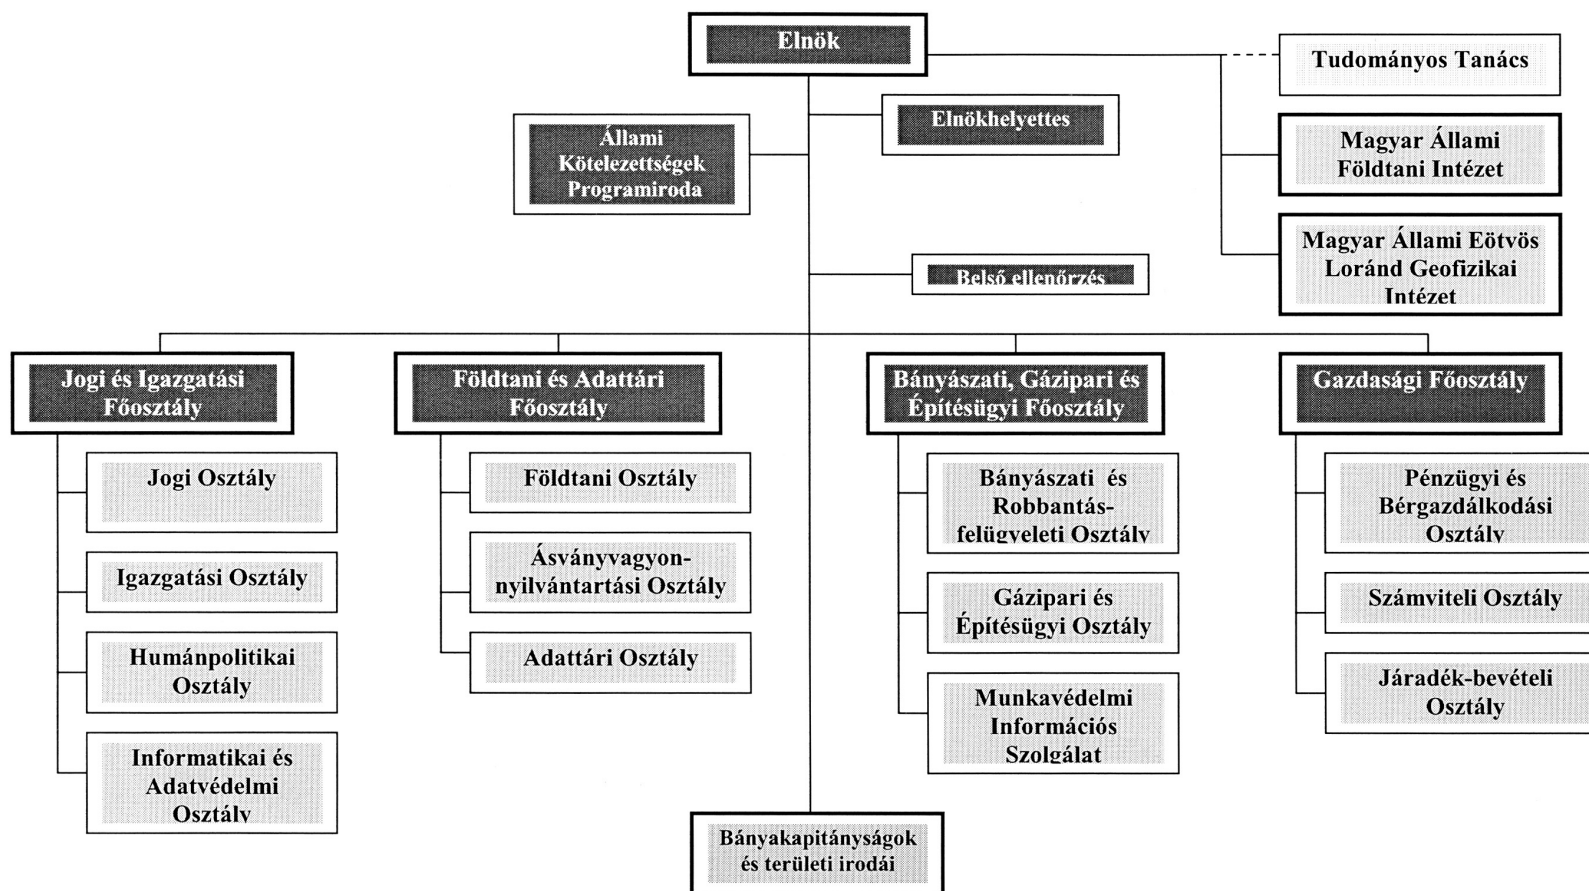 Elnök
Tudományos Tanács
Elnökhelyettes
Állami
Kötelezettségek
Programiroda
Magyar Állami
Földtani Intézet
Magyar Állami Eötvös
Loránd Geofizikai
Intézet
Belső ellenőrzés
Jogi és Igazgatási
Főosztály
Földtani és Adattári
Főosztály
Bányászati, Gázipari és
Építésügyi Főosztály
Gazdasági Főosztály
Jogi Osztály
Igazgatási Osztály
Humánpolitikai
Osztály
Informatikai és
Adatvédelmi
Osztály
Földtani Osztály
Ásványvagyon-
nyilvántartási Osztály
Adattári Osztály
Bányászati és
Robbantás-
felügyeleti Osztály
Gázipari és
Építésügyi Osztály
Munkavédelmi
Információs
Szolgálat
Pénzügyi és
Bérgazdálkodási
Osztály
Számviteli Osztály
Járadék-bevételi
Osztály
Bányakapitányságok
és területi irodái